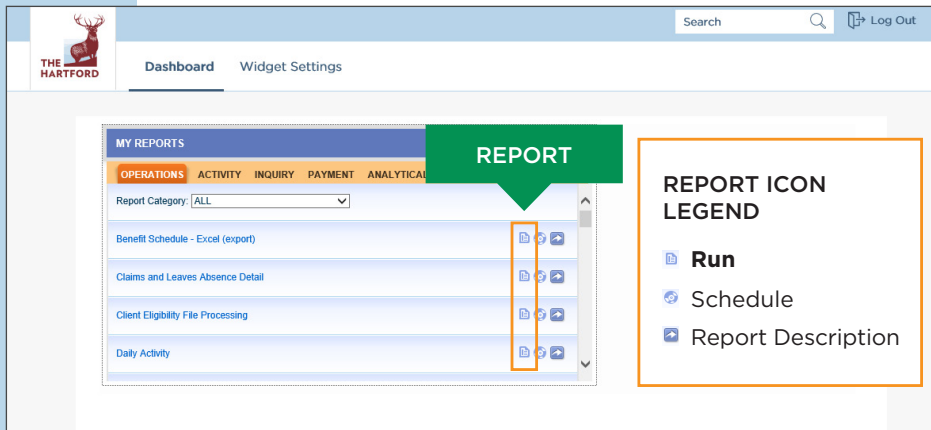 Search
Log Out
THE
HARTFORD
Dashboard Widget Settings
MY REPORTS
REPORT
OPERATIONS ACTIVITY INQUIRY PAYMENT ANALYTICAL
Report Category: ALL
Benefit Schedule - Excel (export)
Claims and Leaves Absence Detail
Client Eligibility File Processing
Daily Activity
REPORT ICON
LEGEND
Run
Schedule
Report Description